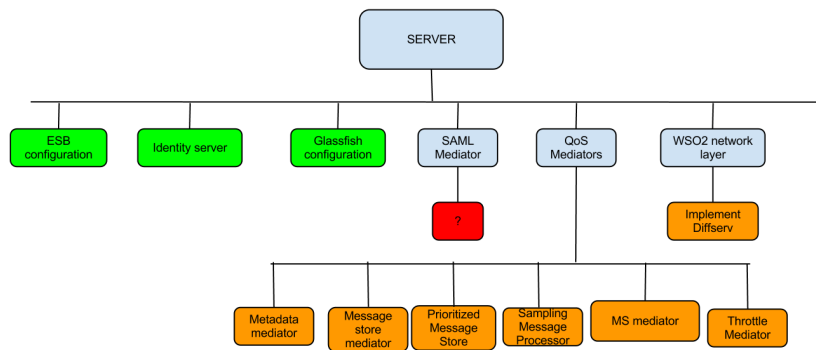 SERVER
ESB
configuration
Identity server
Glassfish
configuration
SAML
Mediator
QoS
Mediators
WSO2 network
layer
?
Implement
Diffserv
Metadata
mediator
Message
store
mediator
Prioritized
Message
Store
Sampling
Message
Processor
MS mediator
Throttle
Mediator